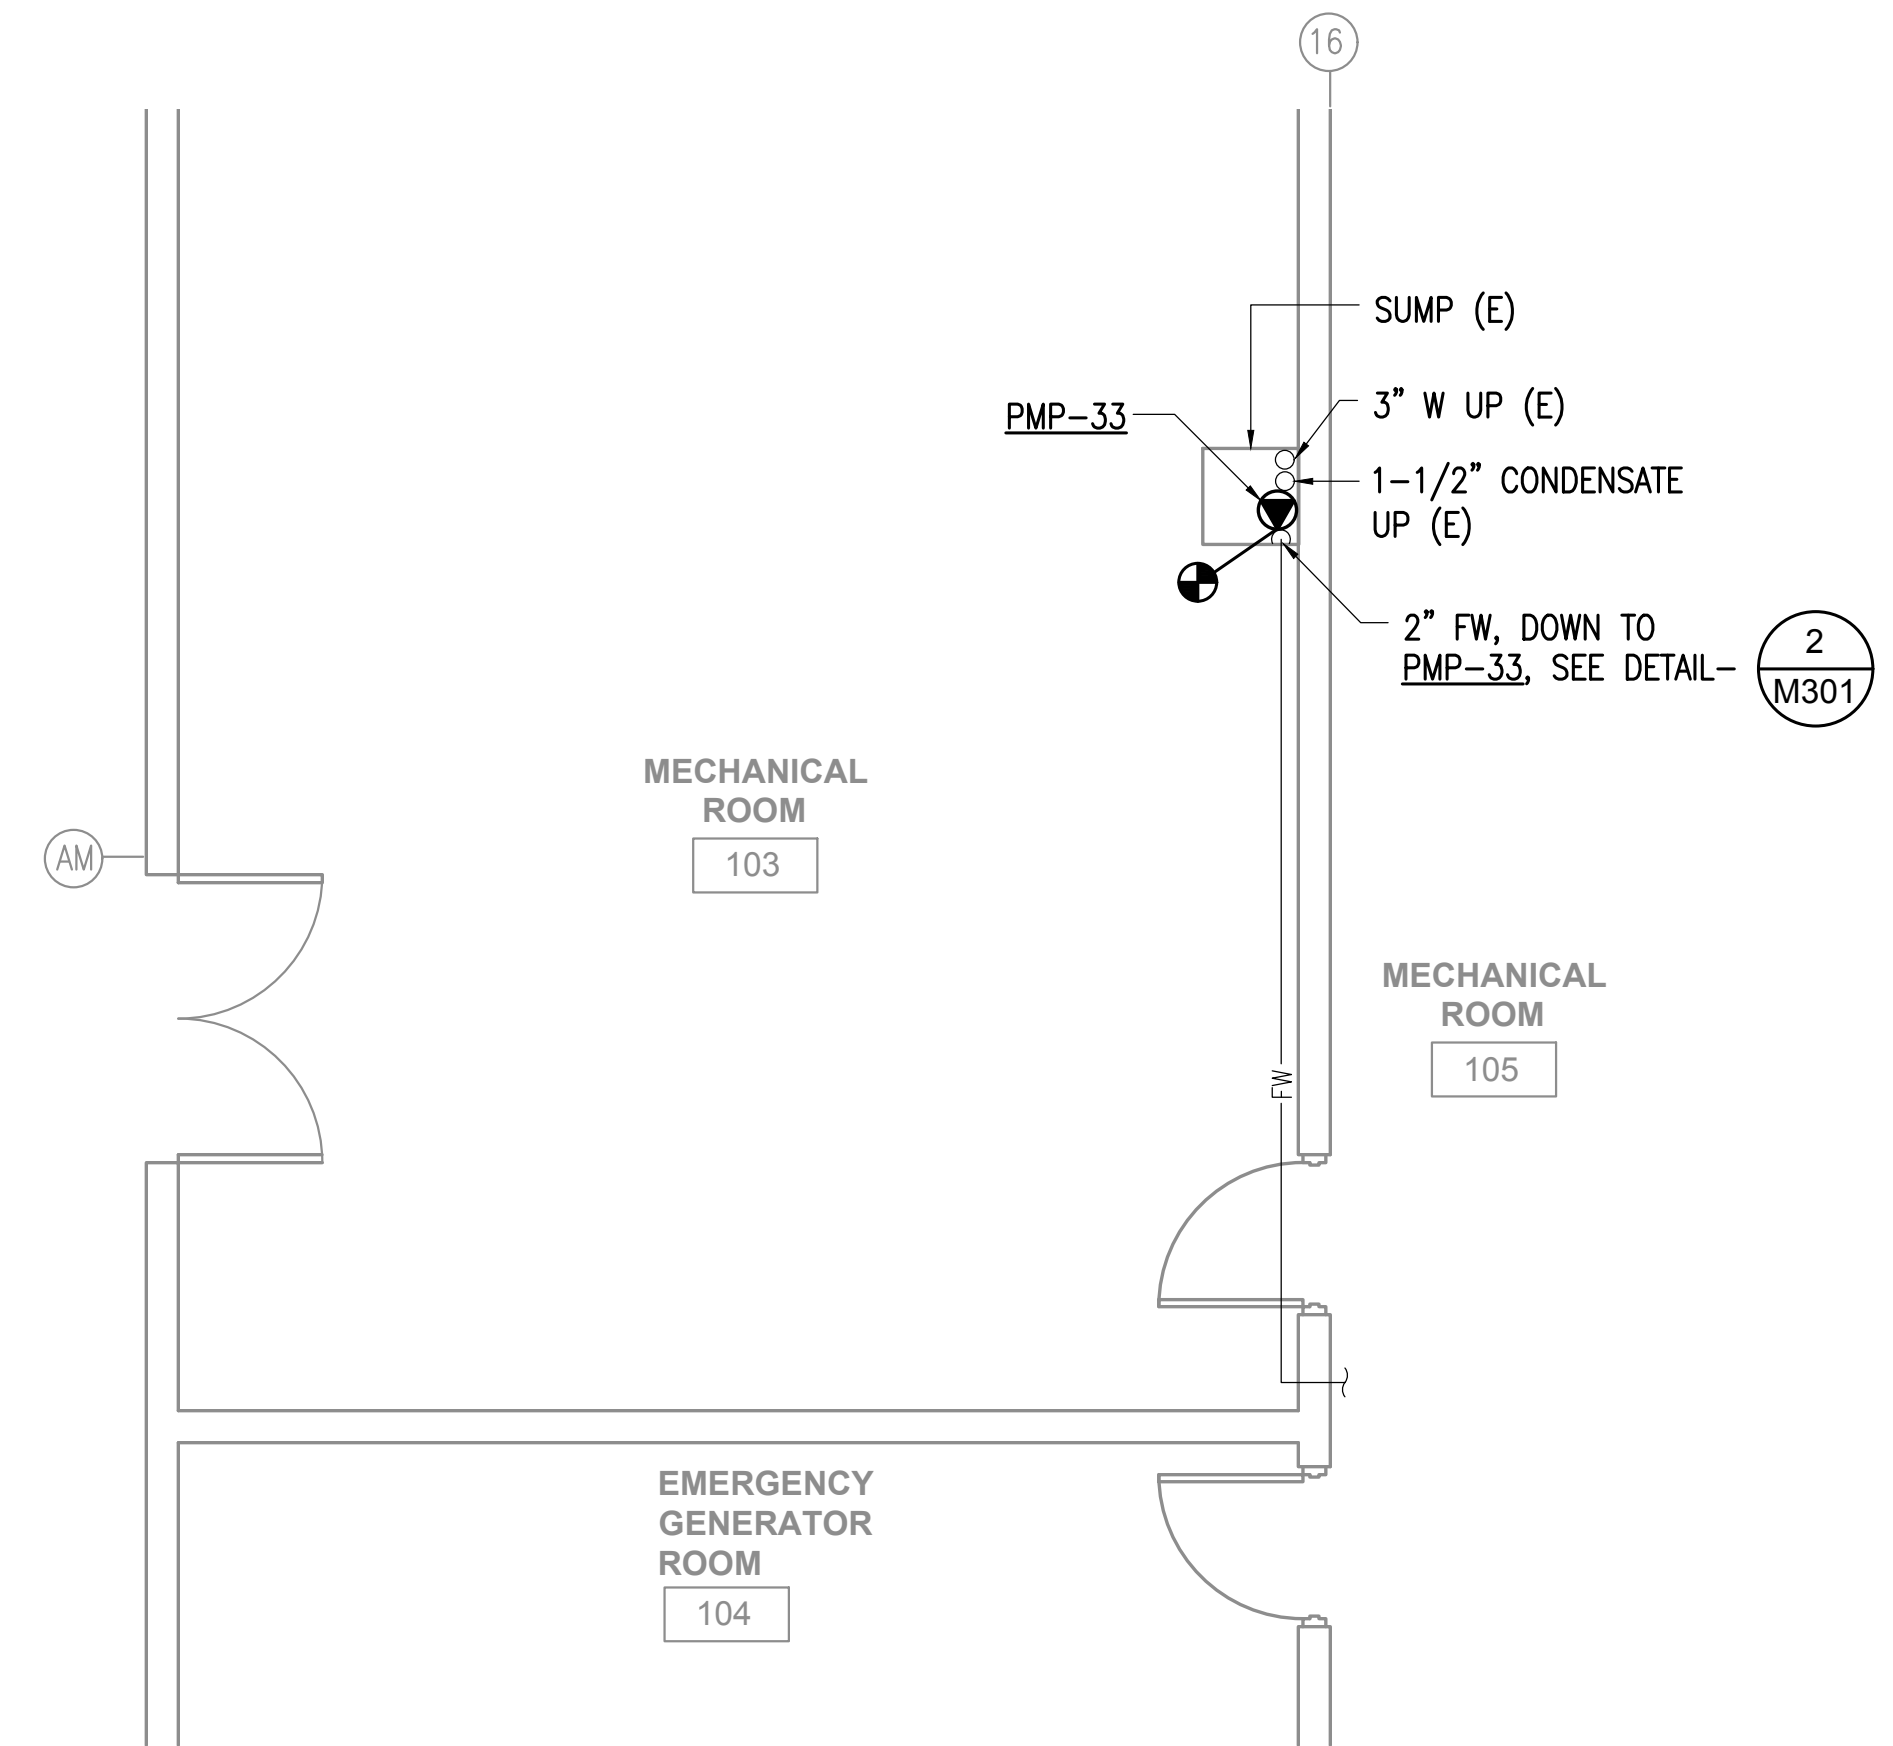 16
SUMP (E)
PMP-33
3” W UP (E)
1-1/2” CONDENSATE
UP (E)
2” FW, DOWN TO
PMP-33, SEE DETAIL-
2
M301
MECHANICAL
ROOM
103
AM
MECHANICAL
ROOM
105
FW
EMERGENCY
GENERATOR
ROOM
104